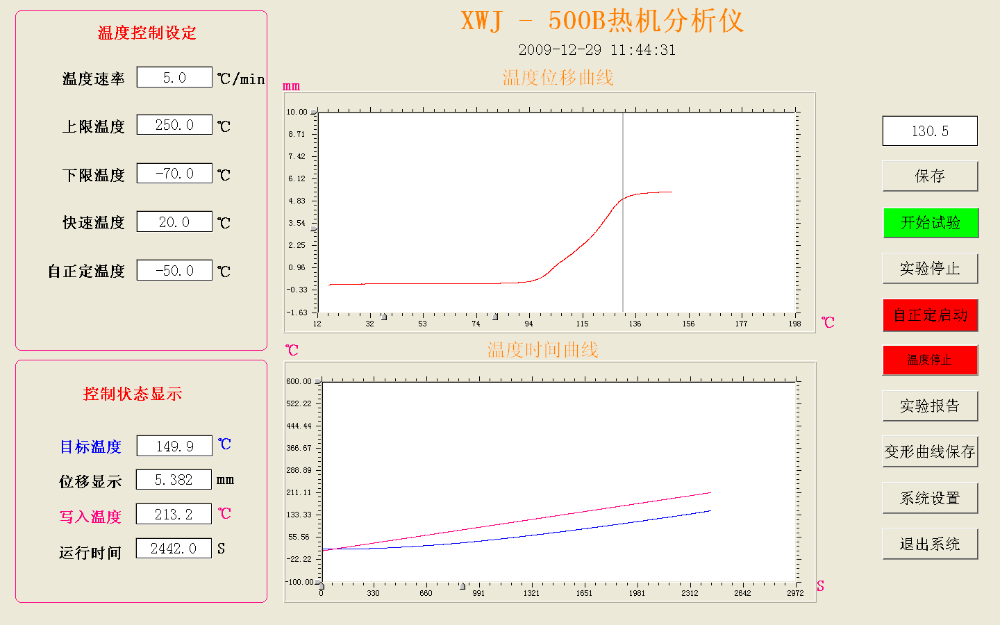 XWJ - 500B热机分析仪
2009-12-29 11:44:31
温度控制设定
温度速率 5.0 ℃/min
上限温度 250.0 ℃
下限温度 -70.0 ℃
快速温度 20.0 ℃
自正定温度 -50.0 ℃
控制状态显示
目标温度 149.9 ℃
位移显示 5.382 mm
写入温度 213.2 ℃
运行时间 2442.0 S
温度位移曲线
mm
10.00
8.71
7.42
6.12
4.83
3.54
2.25
0.96
-0.33
-1.63
12 32 53 74 94 115 136 156 177 198
℃
温度时间曲线
℃
600.00
522.22
444.44
366.67
288.89
211.11
133.33
55.56
-22.22
-100.00
0 330 660 991 1321 1651 1981 2312 2642 2972
S
130.5
保存
开始试验
实验停止
自正定启动
温度停止
实验报告
变形曲线保存
系统设置
退出系统